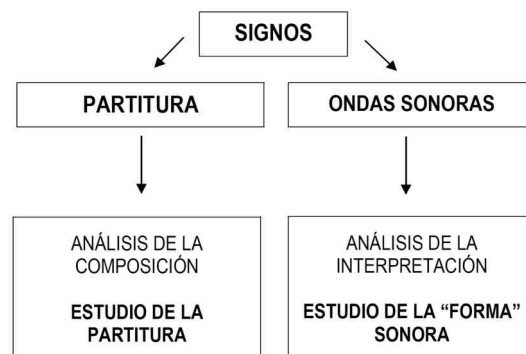 SIGNOS
PARTITURA
ONDAS SONORAS
ANÁLISIS DE LA
COMPOSICIÓN
ESTUDIO DE LA
PARTITURA
ANÁLISIS DE LA
INTERPRETACIÓN
ESTUDIO DE LA “FORMA”
SONORA